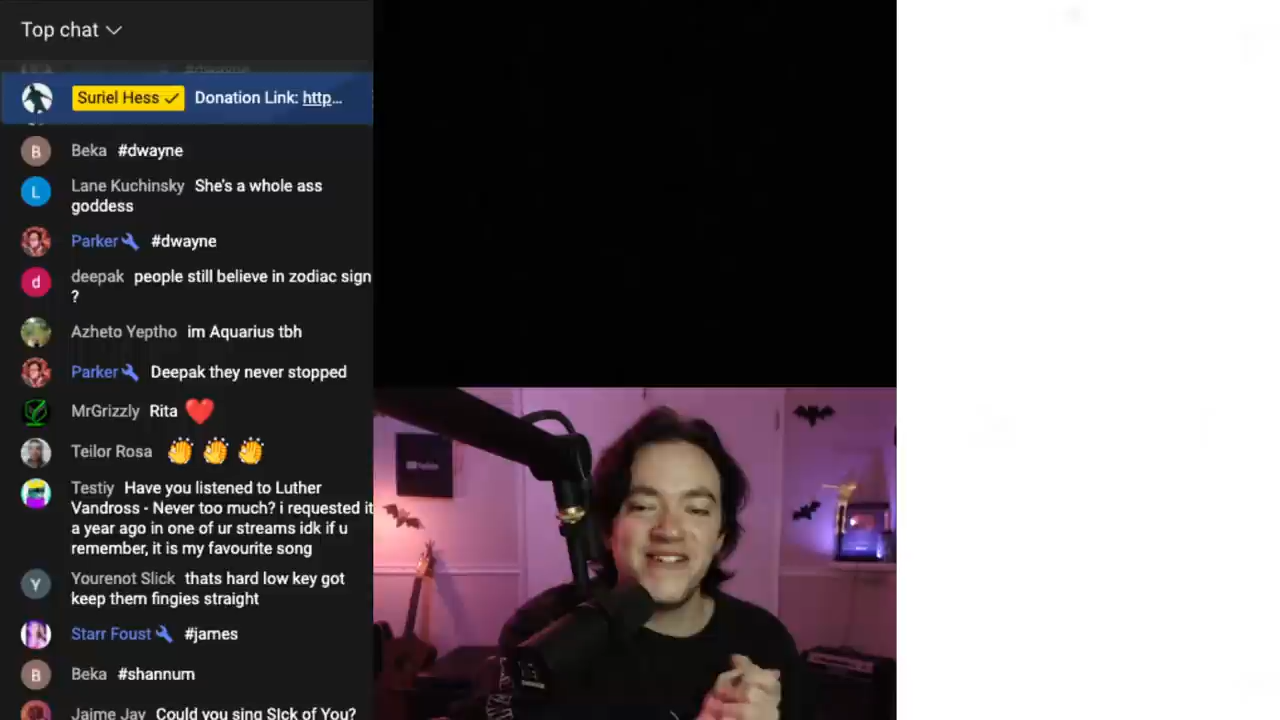 Top chat
Suriel Hess Donation Link: http...
Beka #dwayne
Lane Kuchinsky She's a whole ass
goddess
Parker #dwayne
deepak people still believe in zodiac sign
?
Azheto Yeptho im Aquarius tbh
Parker Deepak they never stopped
MrGrizzly Rita ❤️
Teilor Rosa 👏 👏 👏
Testiy Have you listened to Luther
Vandross - Never too much? i requested it
a year ago in one of ur streams idk if u
remember, it is my favourite song
Yourenot Slick thats hard low key got
keep them fingies straight
Starr Foust #james
Beka #shannum
Jaime Jay Could you sing SIck of You?